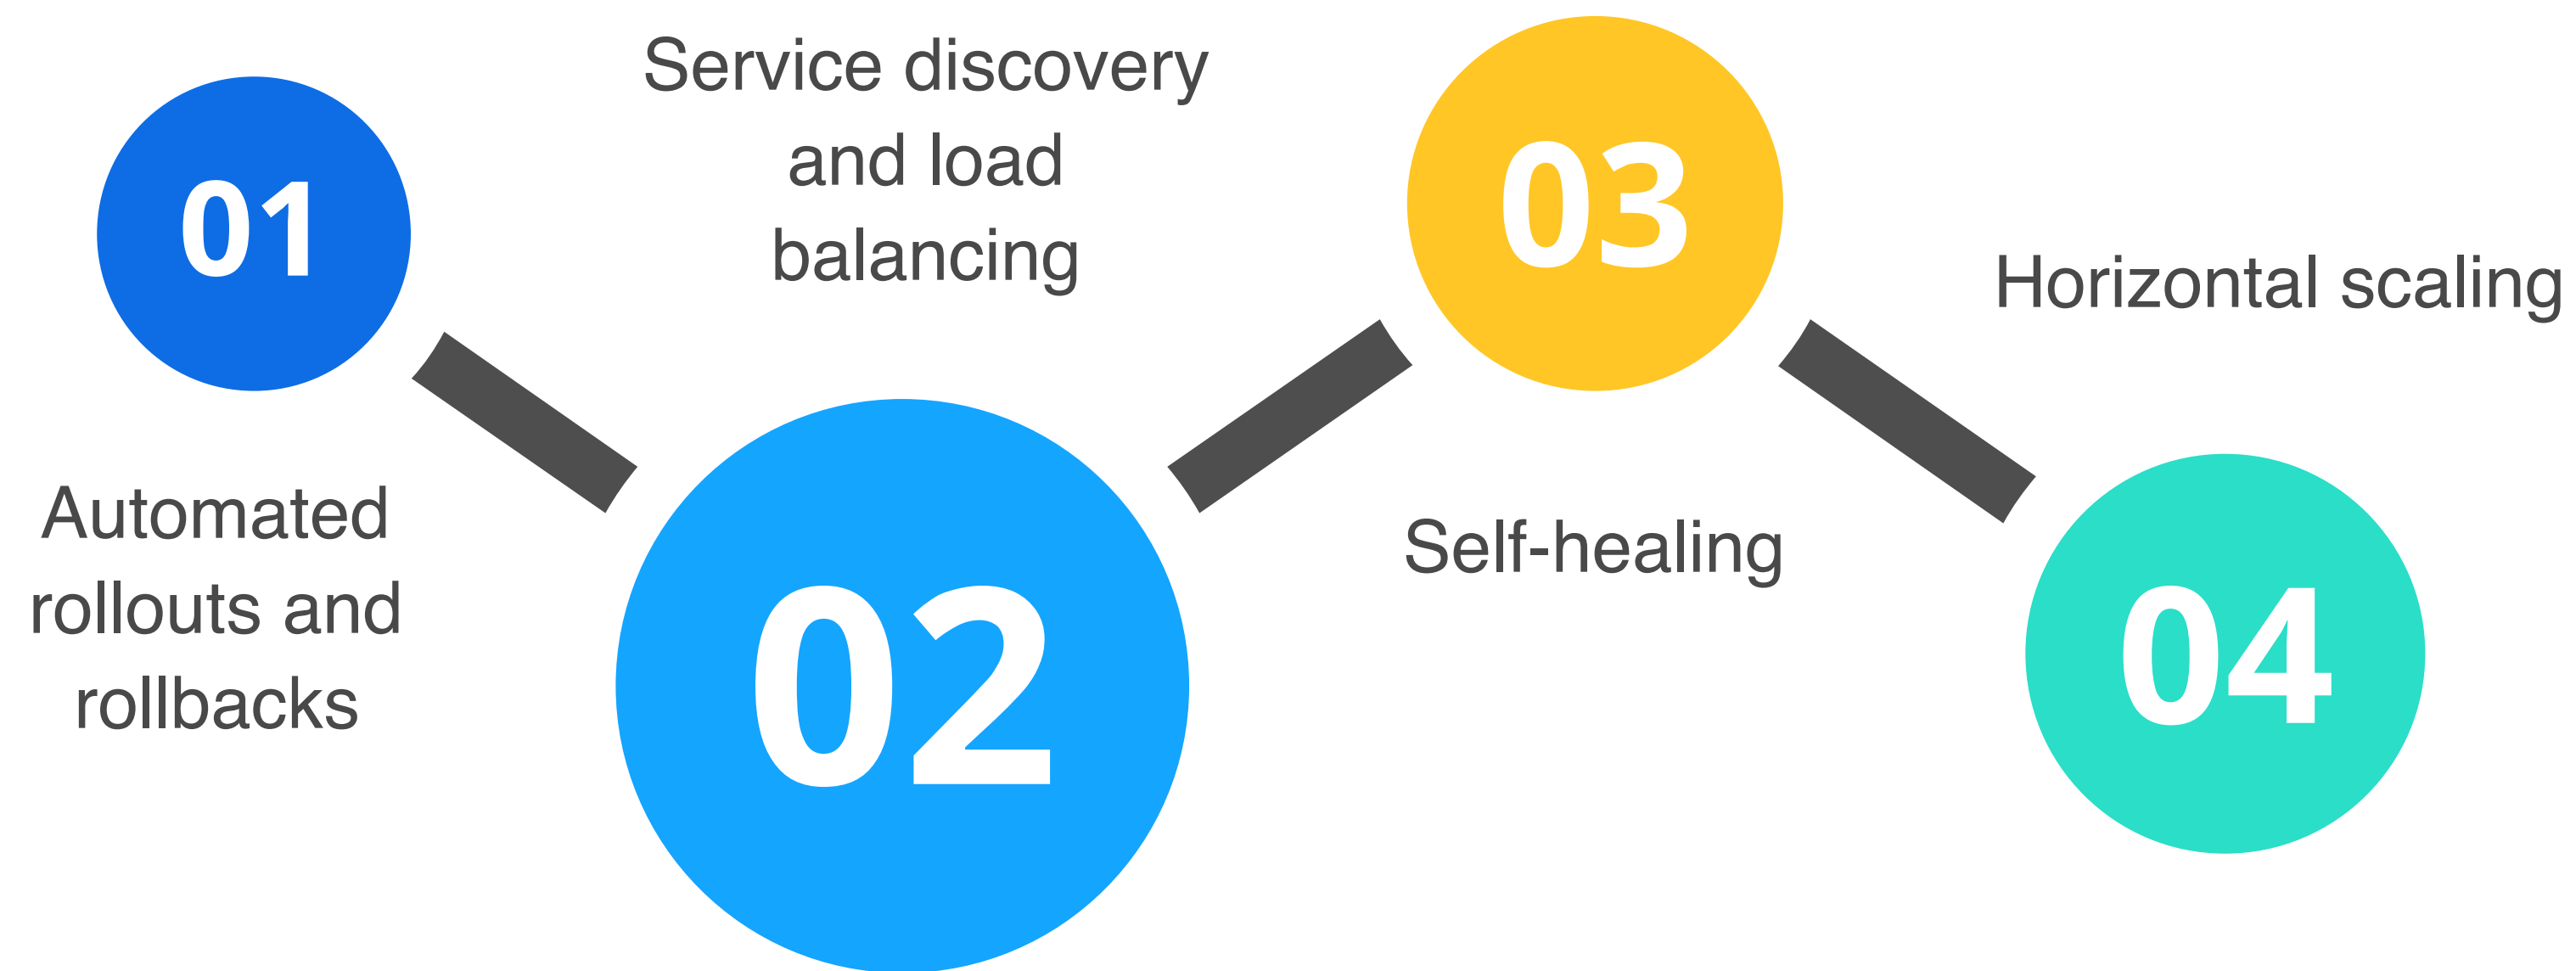 01
Automated
rollouts and
rollbacks
Service discovery
and load
balancing
02
03
Self-healing
Horizontal scaling
04